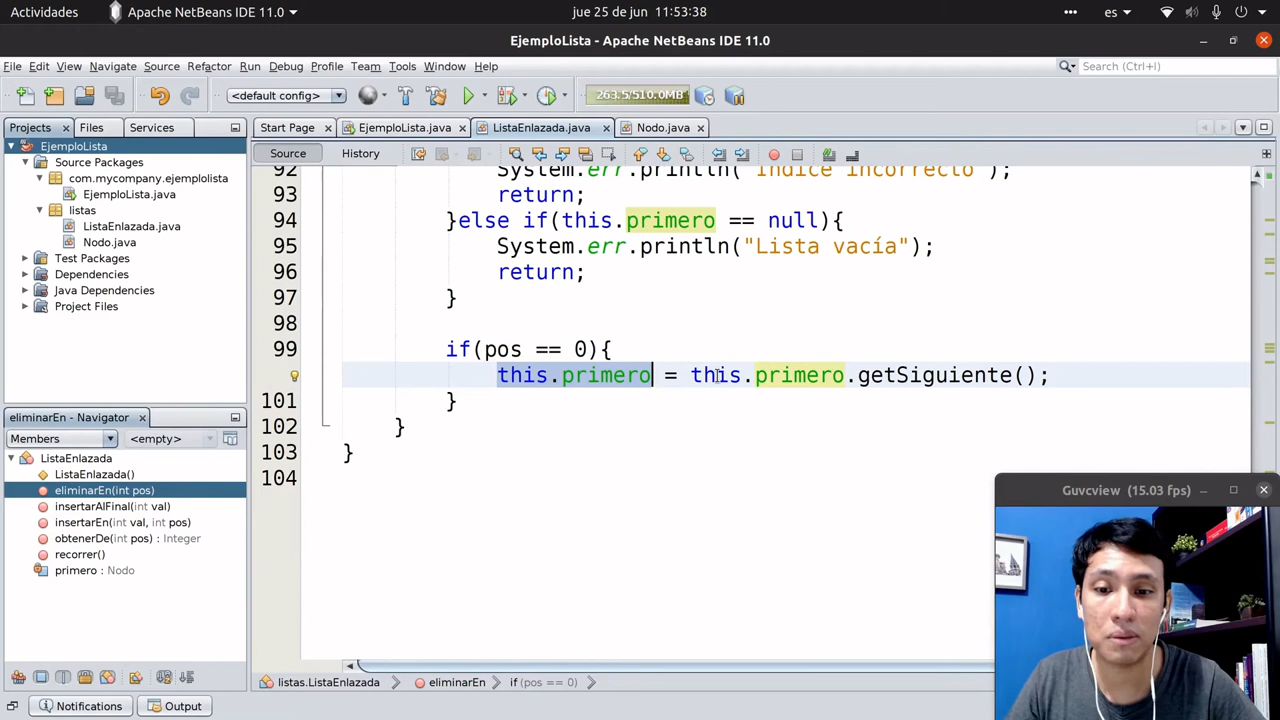 Actividades Apache NetBeans IDE 11.0 jue 25 de jun 11:53:38 es
EjemploLista - Apache NetBeans IDE 11.0
File Edit View Navigate Source Refactor Run Debug Profile Team Tools Window Help Search (Ctrl+I)
<default config> 263.5/510.0MB
Projects Files Services Start Page EjemploLista.java ListaEnlazada.java Nodo.java
EjemploLista
Source Packages
com.mycompany.ejemplolista
EjemploLista.java
listas
ListaEnlazada.java
Nodo.java
Test Packages
Dependencies
Java Dependencies
Project Files
Source History
92 System.err.println("Índice incorrecto");
93 return;
94 }else if(this.primero == null){
95 System.err.println("Lista vacía");
96 return;
97 }
98
99 if(pos == 0){
this.primero = this.primero.getSiguiente();
101 }
102 }
103 }
104
eliminarEn - Navigator
Members <empty>
ListaEnlazada
ListaEnlazada()
eliminarEn(int pos)
insertarAlFinal(int val)
insertarEn(int val, int pos)
obtenerDe(int pos) : Integer
recorrer()
primero : Nodo
Guvcview (15.03 fps)
listas.ListaEnlazada eliminarEn if (pos == 0)
Notifications Output